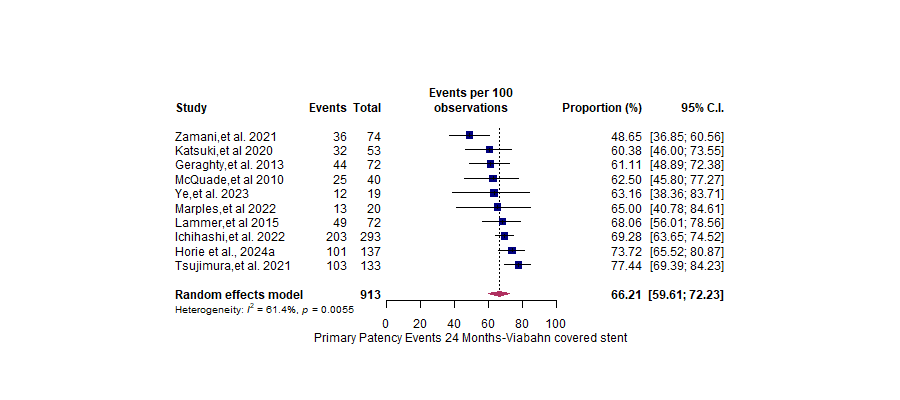 Events per 100
Study Events Total observations Proportion (%) 95% C.I.
Zamani,et al. 2021 36 74 48.65 [36.85; 60.56]
Katsuki,et al 2020 32 53 60.38 [46.00; 73.55]
Geraghty,et al. 2013 44 72 61.11 [48.89; 72.38]
McQuade,et al 2010 25 40 62.50 [45.80; 77.27]
Ye,et al. 2023 12 19 63.16 [38.36; 83.71]
Marples,et al 2022 13 20 65.00 [40.78; 84.61]
Lammer,et al 2015 49 72 68.06 [56.01; 78.56]
Ichihashi,et al. 2022 203 293 69.28 [63.65; 74.52]
Horie et al., 2024a 101 137 73.72 [65.52; 80.87]
Tsujimura,et al. 2021 103 133 77.44 [69.39; 84.23]
Random effects model 913 66.21 [59.61; 72.23]
Heterogeneity: I² = 61.4%, p = 0.0055
0 20 40 60 80 100
Primary Patency Events 24 Months-Viabahn covered stent